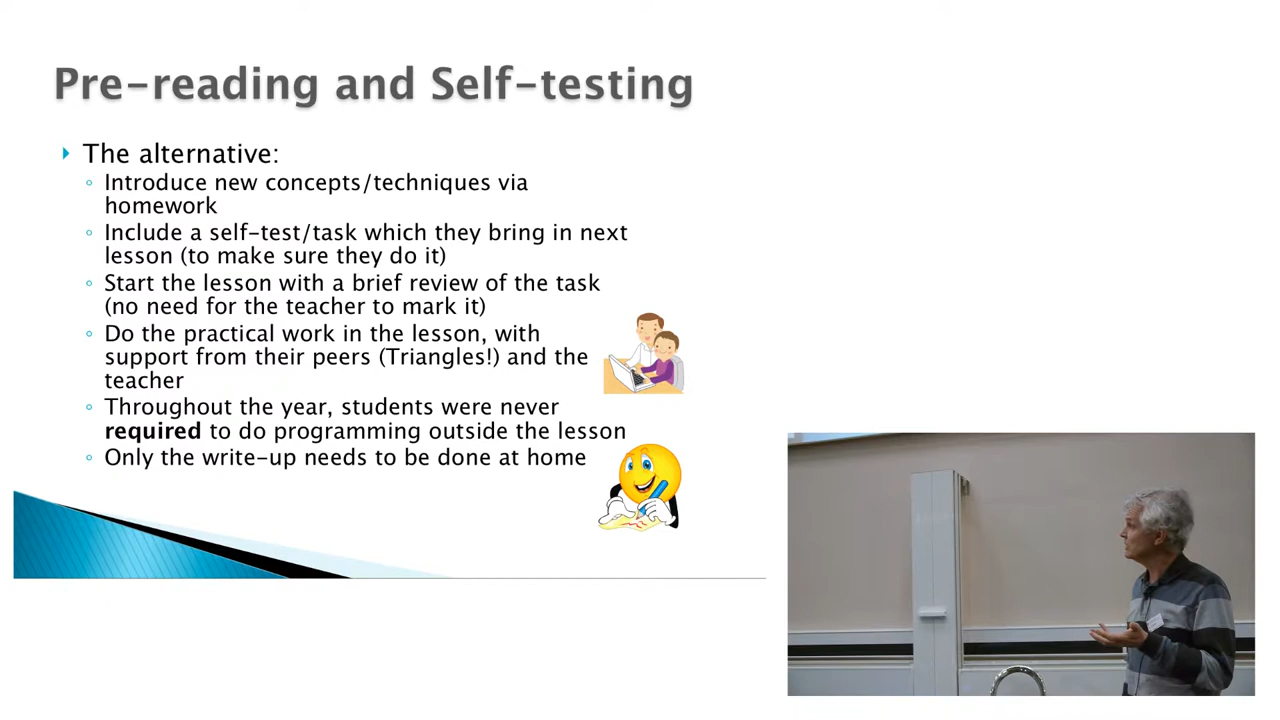 Pre-reading and Self-testing
The alternative:
Introduce new concepts/techniques via
homework
Include a self-test/task which they bring in next
lesson (to make sure they do it)
Start the lesson with a brief review of the task
(no need for the teacher to mark it)
Do the practical work in the lesson, with
support from their peers (Triangles!) and the
teacher
Throughout the year, students were never
required to do programming outside the lesson
Only the write-up needs to be done at home